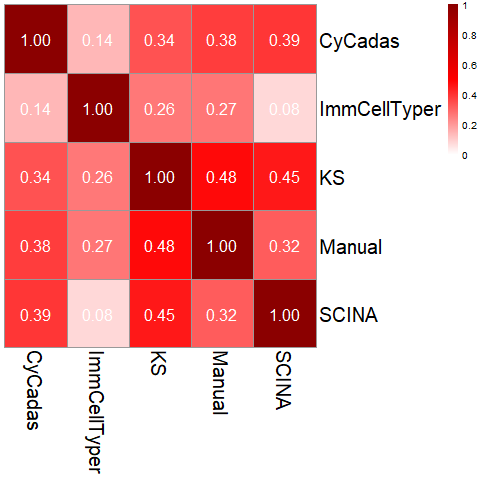 1.00 0.14 0.34 0.38 0.39 CyCadas
0.14 1.00 0.26 0.27 0.08 ImmCellTyper
0.34 0.26 1.00 0.48 0.45 KS
0.38 0.27 0.48 1.00 0.32 Manual
0.39 0.08 0.45 0.32 1.00 SCINA
CyCadas
ImmCellTyper
KS
Manual
SCINA
1
0.8
0.6
0.4
0.2
0